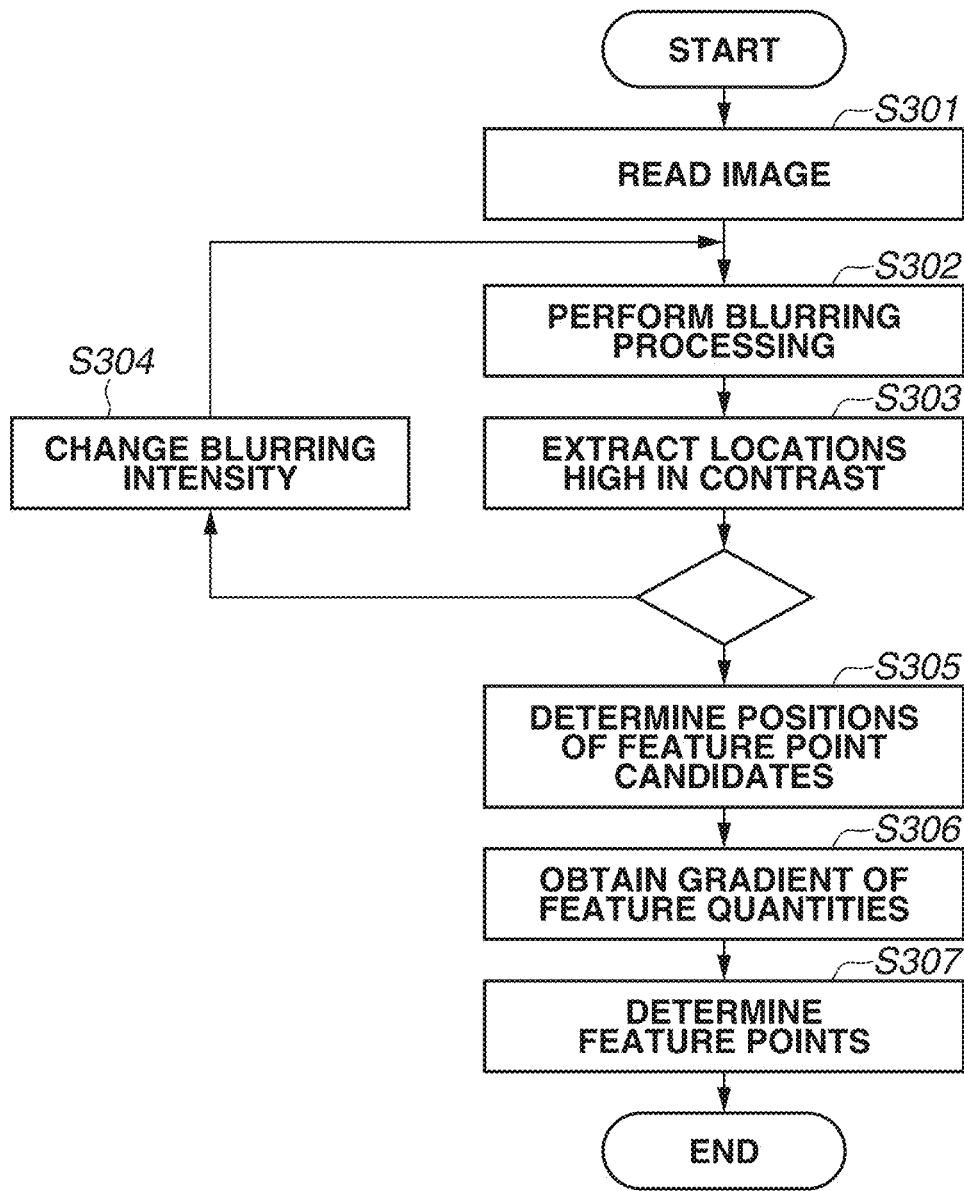 START
S301
READ IMAGE
S302
PERFORM BLURRING
PROCESSING
S303
EXTRACT LOCATIONS
HIGH IN CONTRAST
S304
CHANGE BLURRING
INTENSITY
S305
DETERMINE POSITIONS
OF FEATURE POINT
CANDIDATES
S306
OBTAIN GRADIENT OF
FEATURE QUANTITIES
S307
DETERMINE
FEATURE POINTS
END